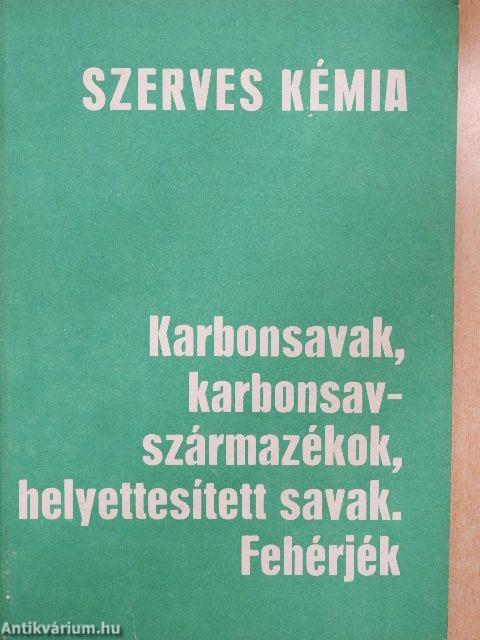 SZERVES KÉMIA
Karbonsavak,
karbonsav-
származékok,
helyettesített savak.
Fehérjék
Antikvárium.hu